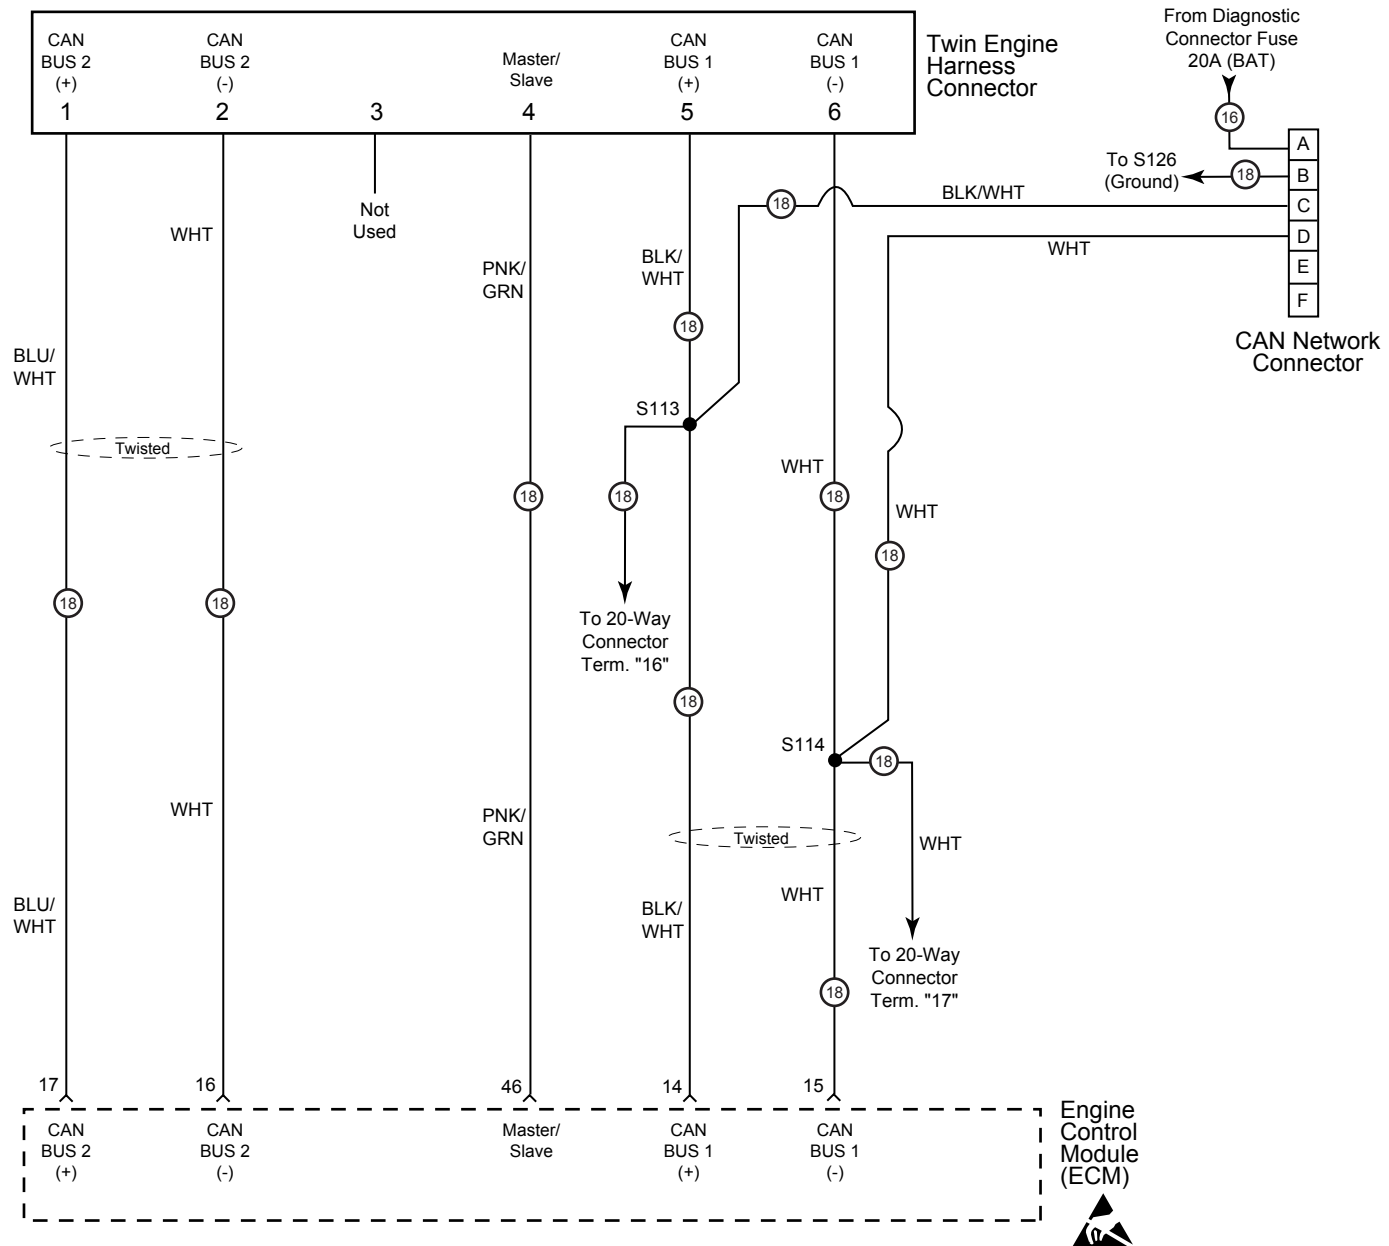 From Diagnostic
Connector Fuse
20A (BAT)
CAN
BUS 2
(+)
1
CAN
BUS 2
(-)
2
3
Master/
Slave
4
CAN
BUS 1
(+)
5
CAN
BUS 1
(-)
6
Twin Engine
Harness
Connector
16
A
To S126
(Ground)
18
B
18
BLK/WHT
C
WHT
D
E
F
CAN Network
Connector
Not
Used
WHT
PNK/
GRN
BLK/
WHT
18
BLU/
WHT
S113
Twisted
18
18
WHT
18
WHT
18
18
18
To 20-Way
Connector
Term. "16"
18
S114
18
WHT
PNK/
GRN
Twisted
WHT
BLU/
WHT
BLK/
WHT
WHT
To 20-Way
Connector
Term. "17"
18
17
16
46
14
15
CAN
BUS 2
(+)
CAN
BUS 2
(-)
Master/
Slave
CAN
BUS 1
(+)
CAN
BUS 1
(-)
Engine
Control
Module
(ECM)